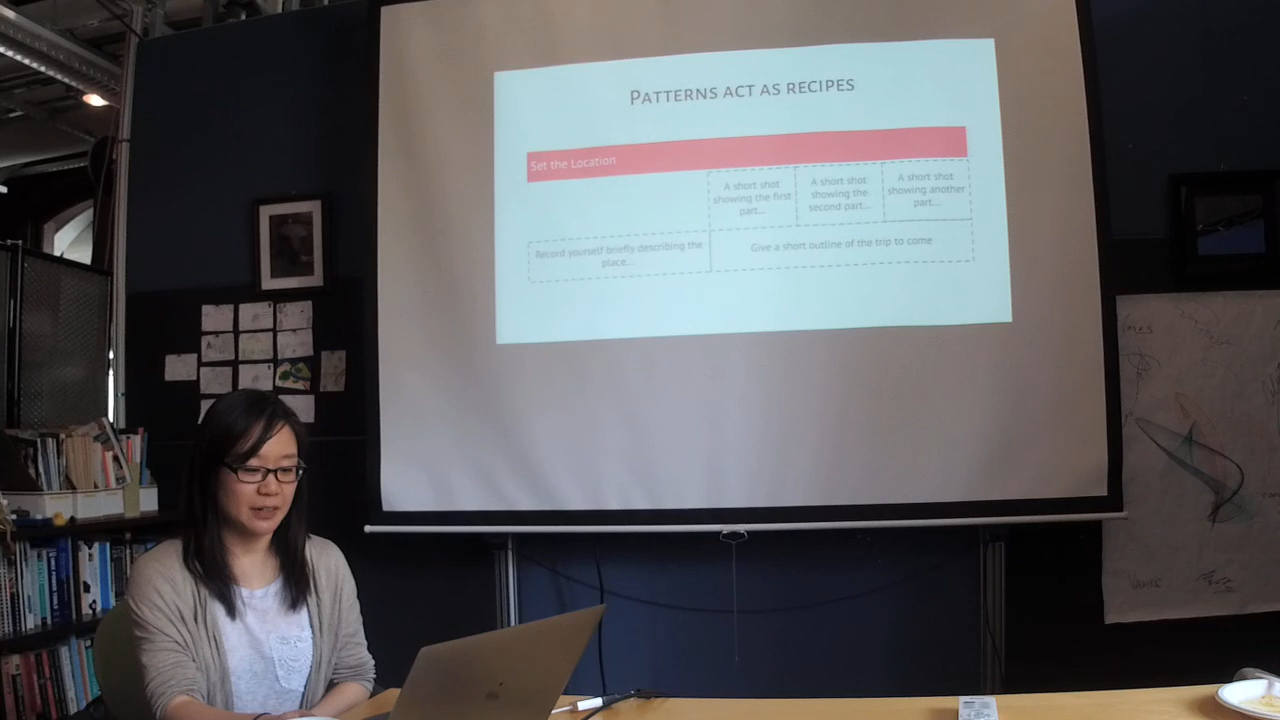 PATTERNS ACT AS RECIPES
Set the Location
A short shot
showing the first
part...
A short shot
showing the
second part...
A short shot
showing another
part...
Record yourself briefly describing the
place...
Give a short outline of the trip to come